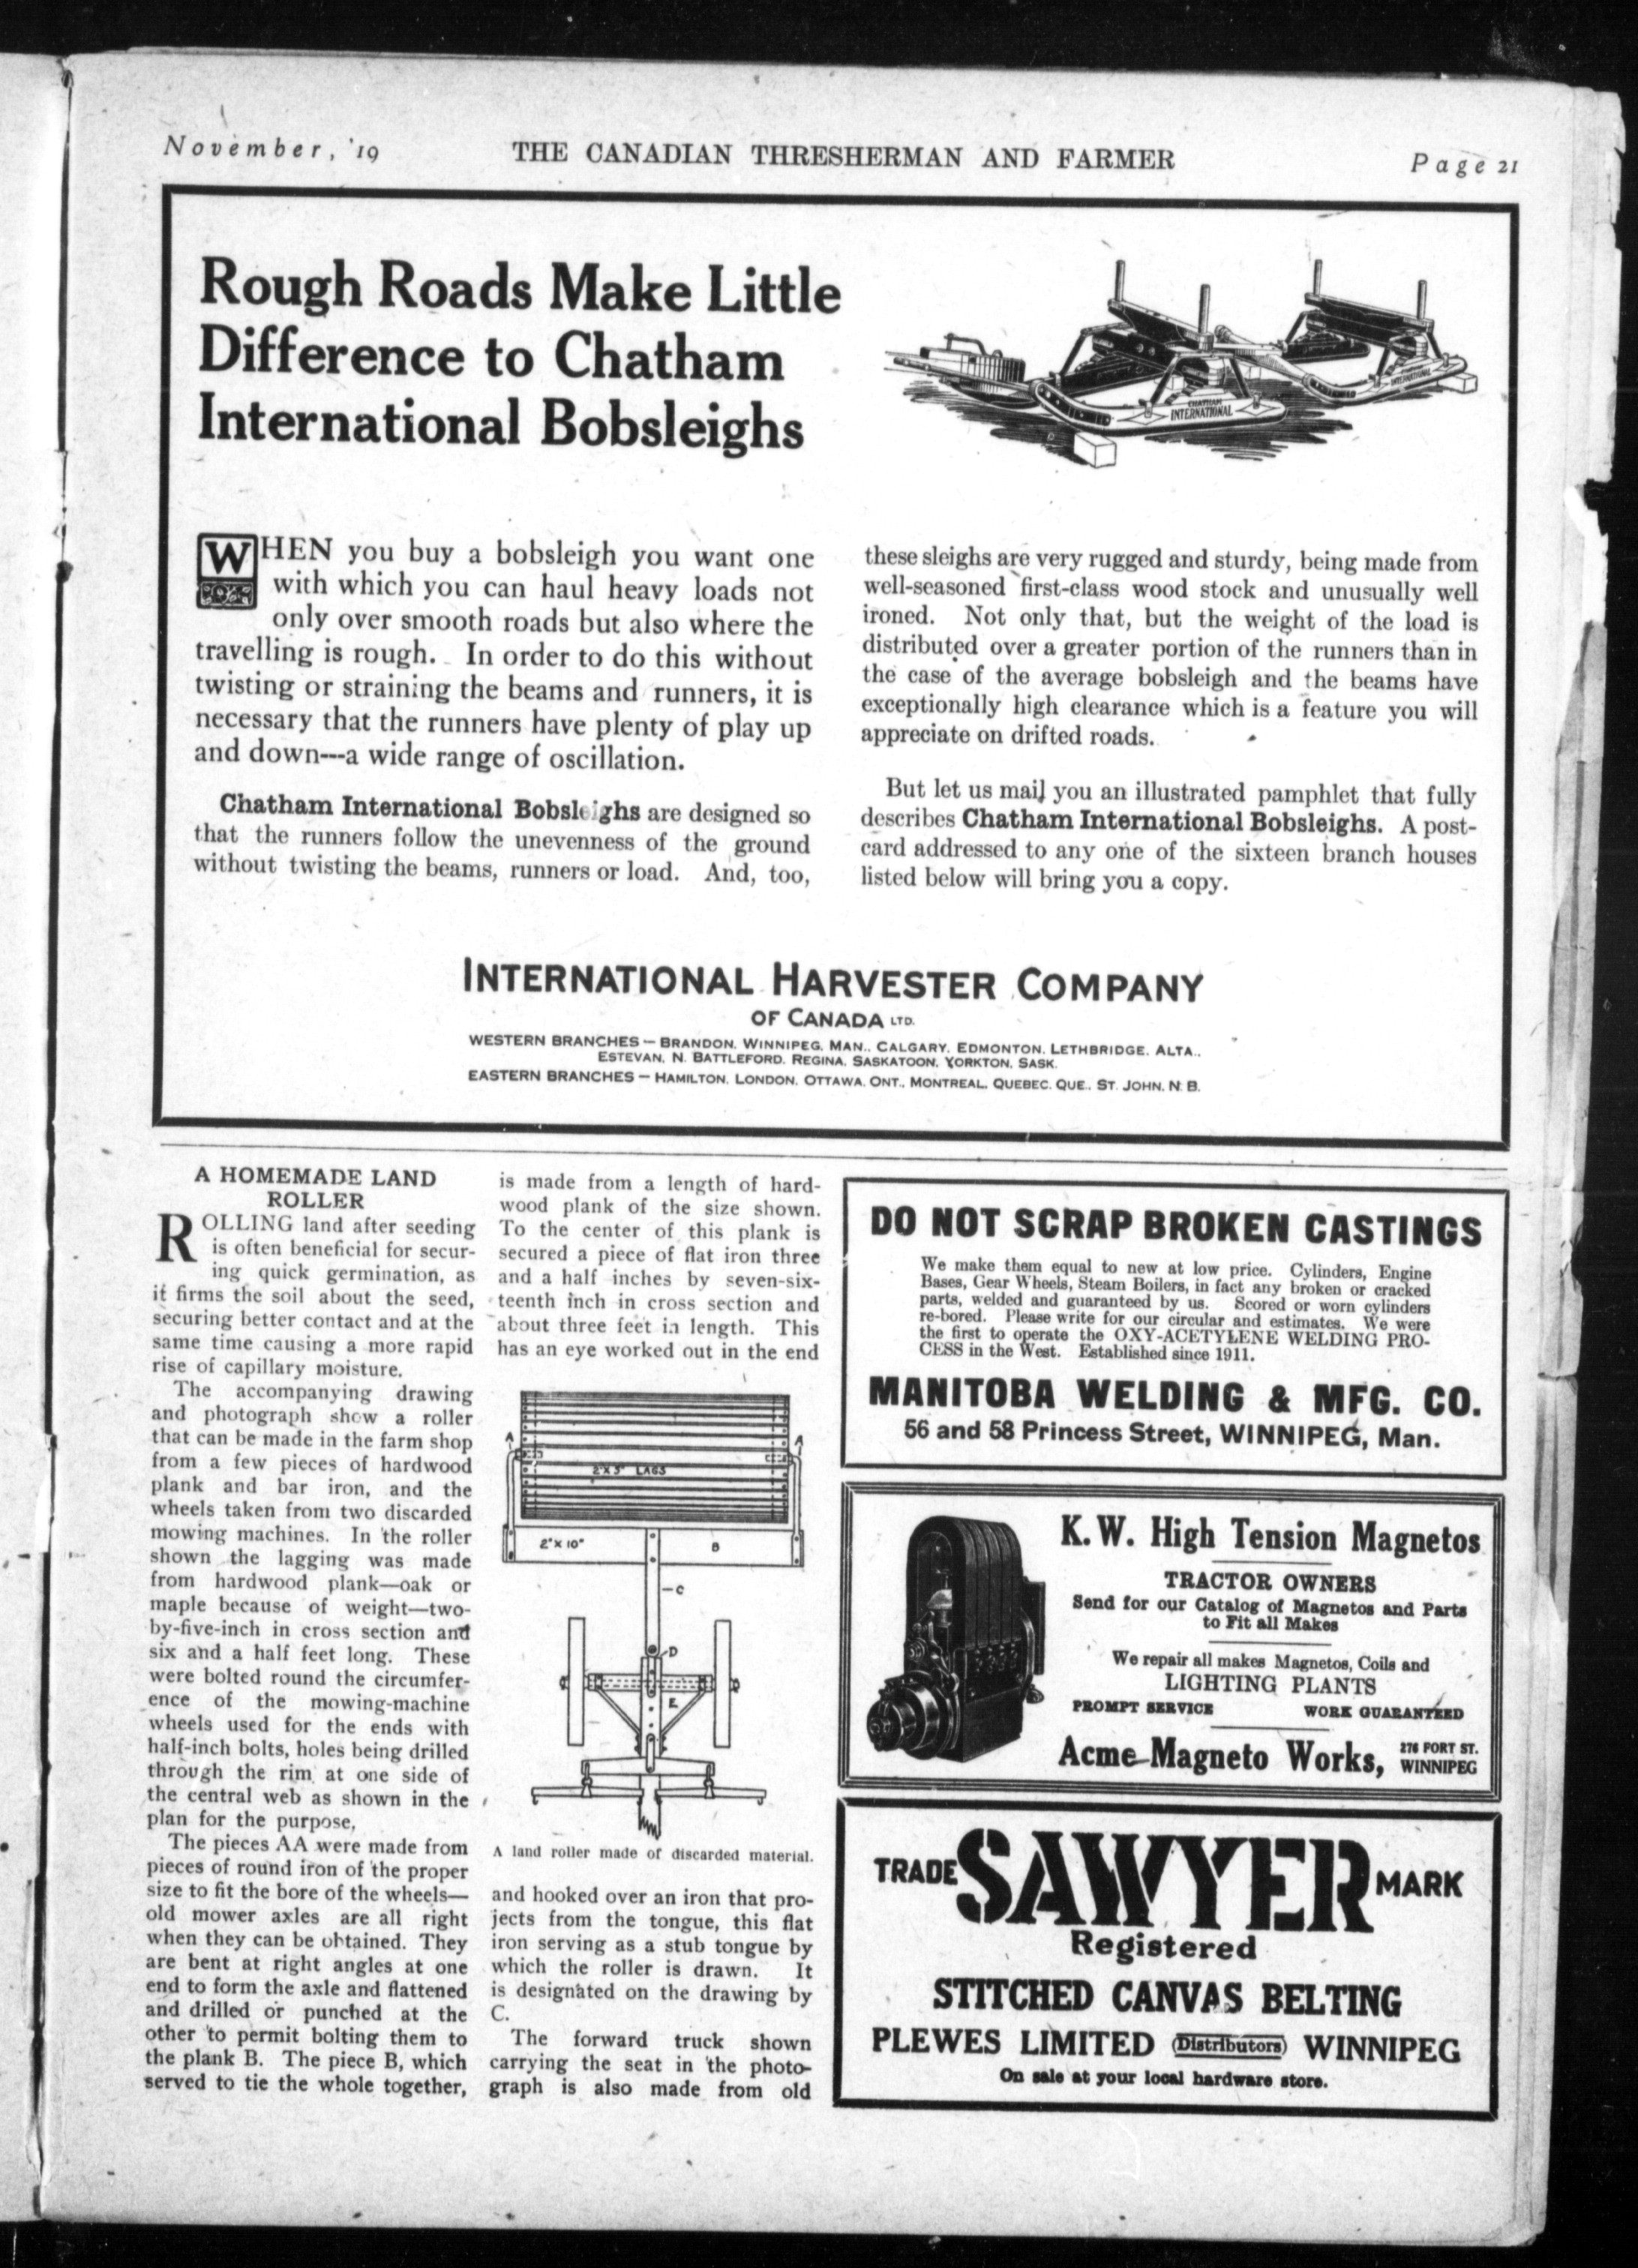 November, '19
THE CANADIAN THRESHERMAN AND FARMER
Page 21
Rough Roads Make Little
Difference to Chatham
International Bobsleighs
CHATHAM
INTERNATIONAL
INTERNATIONAL
WHEN you buy a bobsleigh you want one
with which you can haul heavy loads not
only over smooth roads but also where the
travelling is rough. In order to do this without
twisting or straining the beams and runners, it is
necessary that the runners have plenty of play up
and down---a wide range of oscillation.
Chatham International Bobsleighs are designed so
that the runners follow the unevenness of the ground
without twisting the beams, runners or load. And, too,
these sleighs are very rugged and sturdy, being made from
well-seasoned first-class wood stock and unusually well
ironed. Not only that, but the weight of the load is
distributed over a greater portion of the runners than in
the case of the average bobsleigh and the beams have
exceptionally high clearance which is a feature you will
appreciate on drifted roads.
But let us mail you an illustrated pamphlet that fully
describes Chatham International Bobsleighs. A post-
card addressed to any one of the sixteen branch houses
listed below will bring you a copy.
INTERNATIONAL HARVESTER COMPANY
OF CANADA LTD.
WESTERN BRANCHES — BRANDON, WINNIPEG, MAN., CALGARY, EDMONTON, LETHBRIDGE, ALTA.,
ESTEVAN, N. BATTLEFORD, REGINA, SASKATOON, YORKTON, SASK.
EASTERN BRANCHES — HAMILTON, LONDON, OTTAWA, ONT., MONTREAL, QUEBEC, QUE., ST. JOHN, N. B.
A HOMEMADE LAND
ROLLER
ROLLING land after seeding
is often beneficial for secur-
ing quick germination, as
it firms the soil about the seed,
securing better contact and at the
same time causing a more rapid
rise of capillary moisture.
The accompanying drawing
and photograph show a roller
that can be made in the farm shop
from a few pieces of hardwood
plank and bar iron, and the
wheels taken from two discarded
mowing machines. In the roller
shown the lagging was made
from hardwood plank—oak or
maple because of weight—two-
by-five-inch in cross section and
six and a half feet long. These
were bolted round the circumfer-
ence of the mowing-machine
wheels used for the ends with
half-inch bolts, holes being drilled
through the rim at one side of
the central web as shown in the
plan for the purpose,
The pieces AA were made from
pieces of round iron of the proper
size to fit the bore of the wheels—
old mower axles are all right
when they can be obtained. They
are bent at right angles at one
end to form the axle and flattened
and drilled or punched at the
other to permit bolting them to
the plank B. The piece B, which
served to tie the whole together,
is made from a length of hard-
wood plank of the size shown.
To the center of this plank is
secured a piece of flat iron three
and a half inches by seven-six-
teenth inch in cross section and
about three feet in length. This
has an eye worked out in the end
A
A
2"X5" LAGS
2"X10"
B
C
D
E
A land roller made of discarded material.
and hooked over an iron that pro-
jects from the tongue, this flat
iron serving as a stub tongue by
which the roller is drawn. It
is designated on the drawing by
C.
The forward truck shown
carrying the seat in the photo-
graph is also made from old
DO NOT SCRAP BROKEN CASTINGS
We make them equal to new at low price. Cylinders, Engine
Bases, Gear Wheels, Steam Boilers, in fact any broken or cracked
parts, welded and guaranteed by us. Scored or worn cylinders
re-bored. Please write for our circular and estimates. We were
the first to operate the OXY-ACETYLENE WELDING PRO-
CESS in the West. Established since 1911.
MANITOBA WELDING & MFG. CO.
56 and 58 Princess Street, WINNIPEG, Man.
K.W. High Tension Magnetos
TRACTOR OWNERS
Send for our Catalog of Magnetos and Parts
to Fit all Makes
We repair all makes Magnetos, Coils and
LIGHTING PLANTS
PROMPT SERVICE WORK GUARANTEED
Acme Magneto Works, 276 FORT ST.
WINNIPEG
TRADE SAWYER MARK
Registered
STITCHED CANVAS BELTING
PLEWES LIMITED (Distributors) WINNIPEG
On sale at your local hardware store.